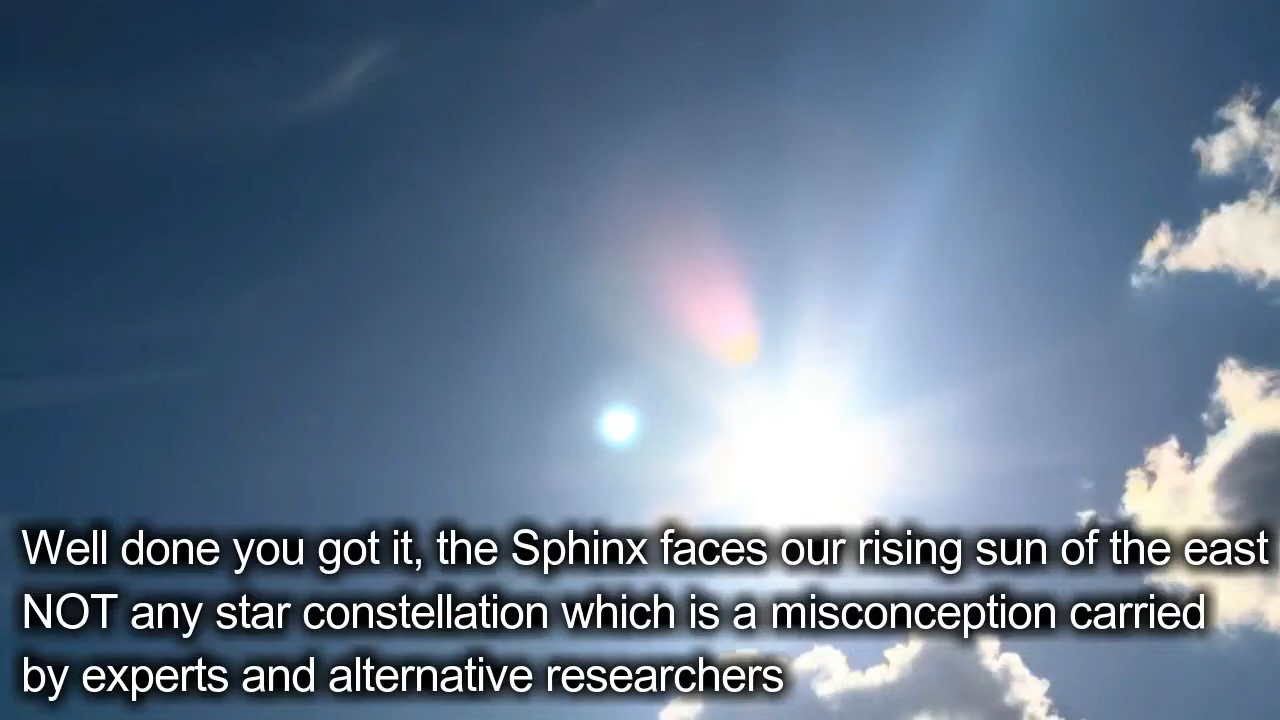 Well done you got it, the Sphinx faces our rising sun of the east
NOT any star constellation which is a misconception carried
by experts and alternative researchers